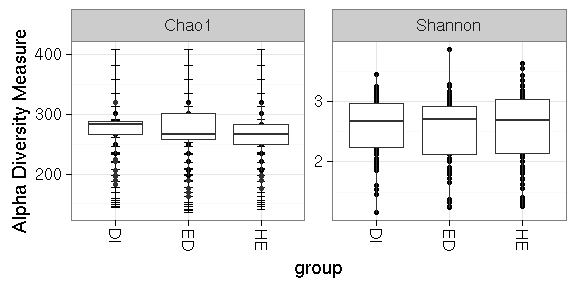 Chao1
Shannon
Alpha Diversity Measure
400
300
200
3
2
DI
ED
HE
DI
ED
HE
group